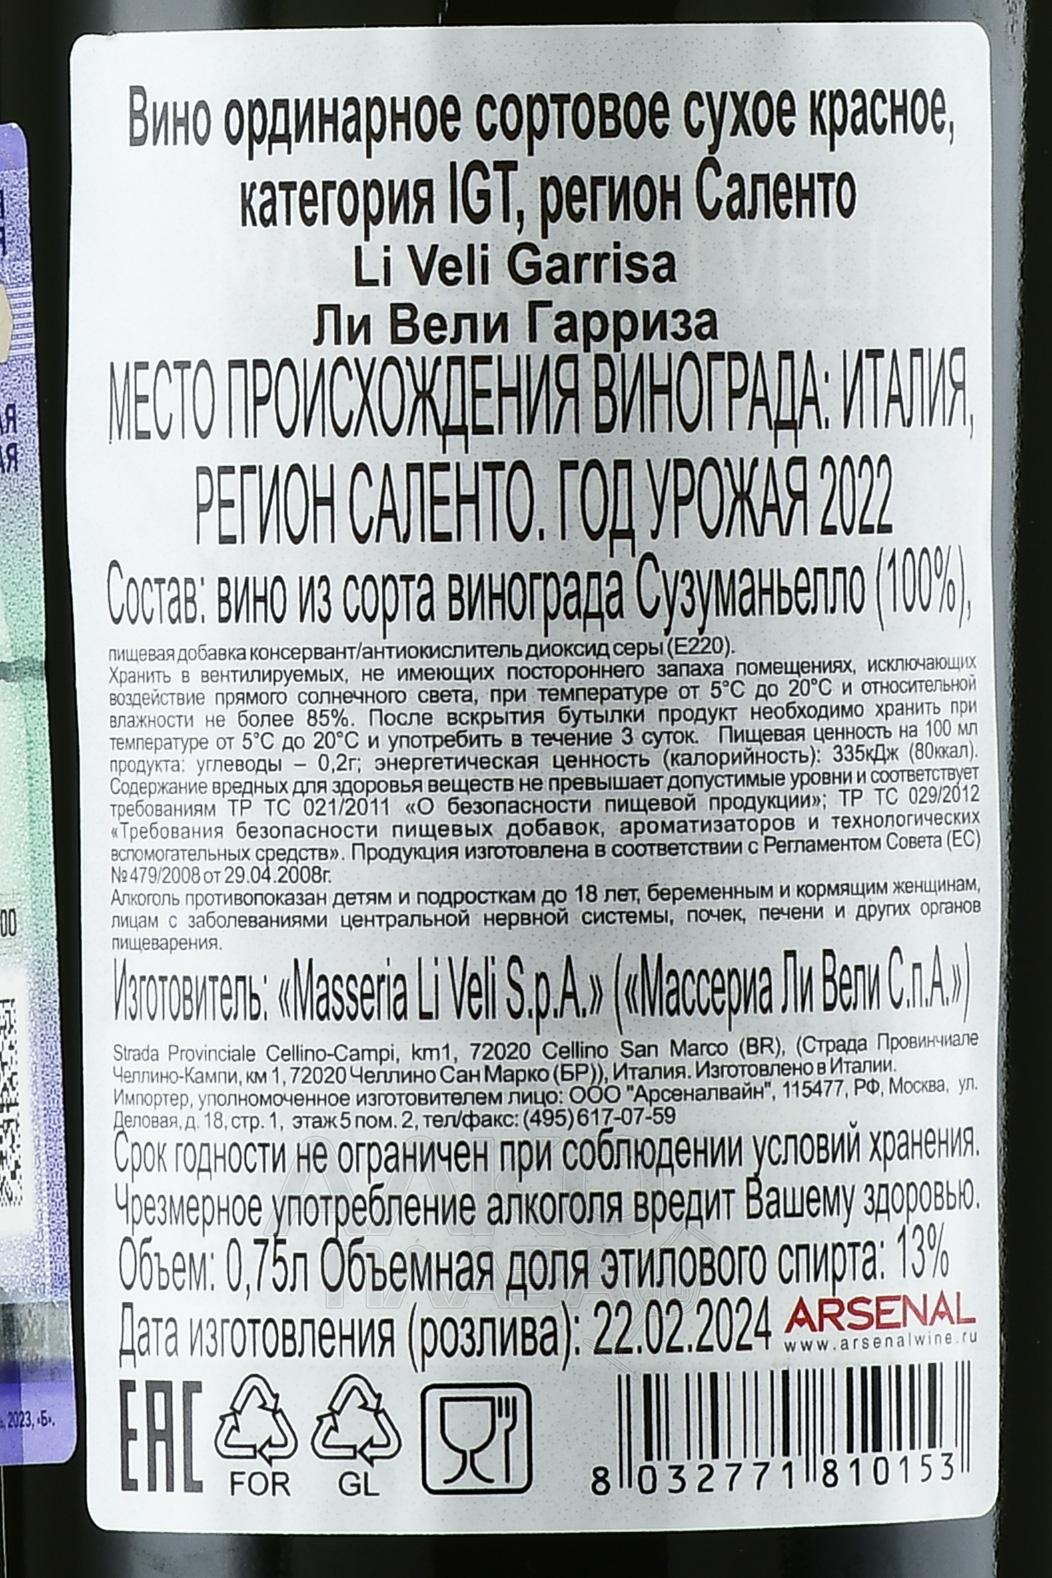 Вино ординарное сортовое сухое красное,
категория IGT, регион Саленто
Li Veli Garrisa
Ли Вели Гарриза
МЕСТО ПРОИСХОЖДЕНИЯ ВИНОГРАДА: ИТАЛИЯ,
РЕГИОН САЛЕНТО. ГОД УРОЖАЯ 2022
Состав: вино из сорта винограда Сузуманьелло (100%),
пищевая добавка консервант/антиокислитель диоксид серы (Е220).
Хранить в вентилируемых, не имеющих постороннего запаха помещениях, исключающих
воздействие прямого солнечного света, при температуре от 5°С до 20°С и относительной
влажности не более 85%. После вскрытия бутылки продукт необходимо хранить при
температуре от 5°С до 20°С и употребить в течение 3 суток. Пищевая ценность на 100 мл
продукта: углеводы – 0,2г; энергетическая ценность (калорийность): 335кДж (80ккал).
Содержание вредных для здоровья веществ не превышает допустимые уровни и соответствует
требованиям ТР ТС 021/2011 «О безопасности пищевой продукции»; ТР ТС 029/2012
«Требования безопасности пищевых добавок, ароматизаторов и технологических
вспомогательных средств». Продукция изготовлена в соответствии с Регламентом Совета (ЕС)
№479/2008 от 29.04.2008г.
Алкоголь противопоказан детям и подросткам до 18 лет, беременным и кормящим женщинам,
лицам с заболеваниями центральной нервной системы, почек, печени и других органов
пищеварения.
Изготовитель: «Masseria Li Veli S.p.A.» («Массериа Ли Вели С.п.А.»)
Strada Provinciale Cellino-Campi, km1, 72020 Cellino San Marco (BR), (Страда Провинчиале
Челлино-Кампи, км 1, 72020 Челлино Сан Марко (БР)), Италия. Изготовлено в Италии.
Импортер, уполномоченное изготовителем лицо: ООО "Арсеналвайн", 115477, РФ, Москва, ул.
Деловая, д. 18, стр. 1, этаж 5 пом. 2, тел/факс: (495) 617-07-59
Срок годности не ограничен при соблюдении условий хранения.
Чрезмерное употребление алкоголя вредит Вашему здоровью.
Объем: 0,75л Объемная доля этилового спирта: 13%
Дата изготовления (розлива): 22.02.2024 ARSENAL
www.arsenalwine.ru
EAC
FOR GL
8 032771 810153
2023, «Б».
00